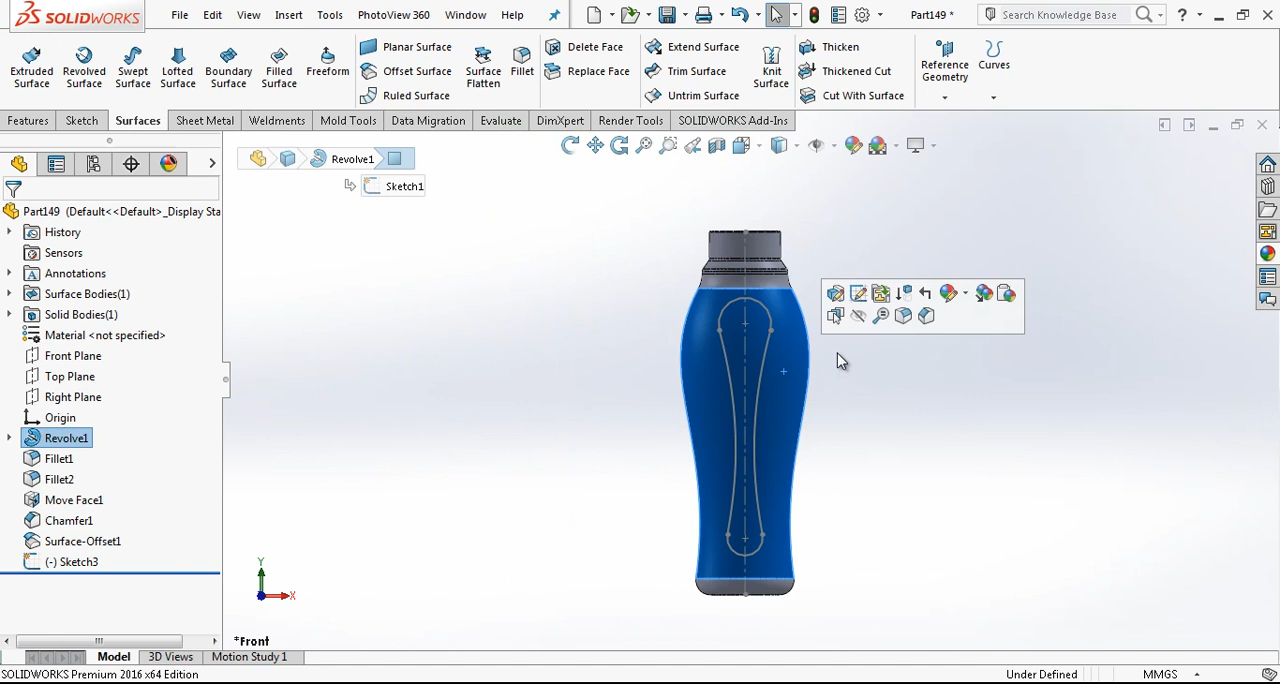 SOLIDWORKS File Edit View Insert Tools PhotoView 360 Window Help Part149 * Search Knowledge Base ?
Extruded Surface
Revolved Surface
Swept Surface
Lofted Surface
Boundary Surface
Filled Surface
Freeform
Planar Surface
Offset Surface
Ruled Surface
Surface Flatten
Fillet
Delete Face
Replace Face
Extend Surface
Trim Surface
Untrim Surface
Knit Surface
Thicken
Thickened Cut
Cut With Surface
Reference Geometry
Curves
Features Sketch Surfaces Sheet Metal Weldments Mold Tools Data Migration Evaluate DimXpert Render Tools SOLIDWORKS Add-Ins
Revolve1
Sketch1
Part149 (Default<<Default>_Display Sta
History
Sensors
Annotations
Surface Bodies(1)
Solid Bodies(1)
Material <not specified>
Front Plane
Top Plane
Right Plane
Origin
Revolve1
Fillet1
Fillet2
Move Face1
Chamfer1
Surface-Offset1
(-) Sketch3
Y
X
*Front
Model 3D Views Motion Study 1
SOLIDWORKS Premium 2016 x64 Edition Under Defined MMGS